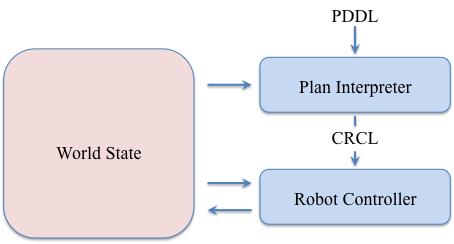 PDDL
Plan Interpreter
CRCL
World State
Robot Controller